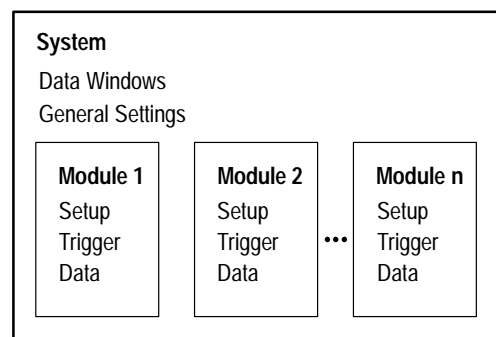 System
Data Windows
General Settings
Module 1
Setup
Trigger
Data
Module 2
Setup
Trigger
Data
•••
Module n
Setup
Trigger
Data